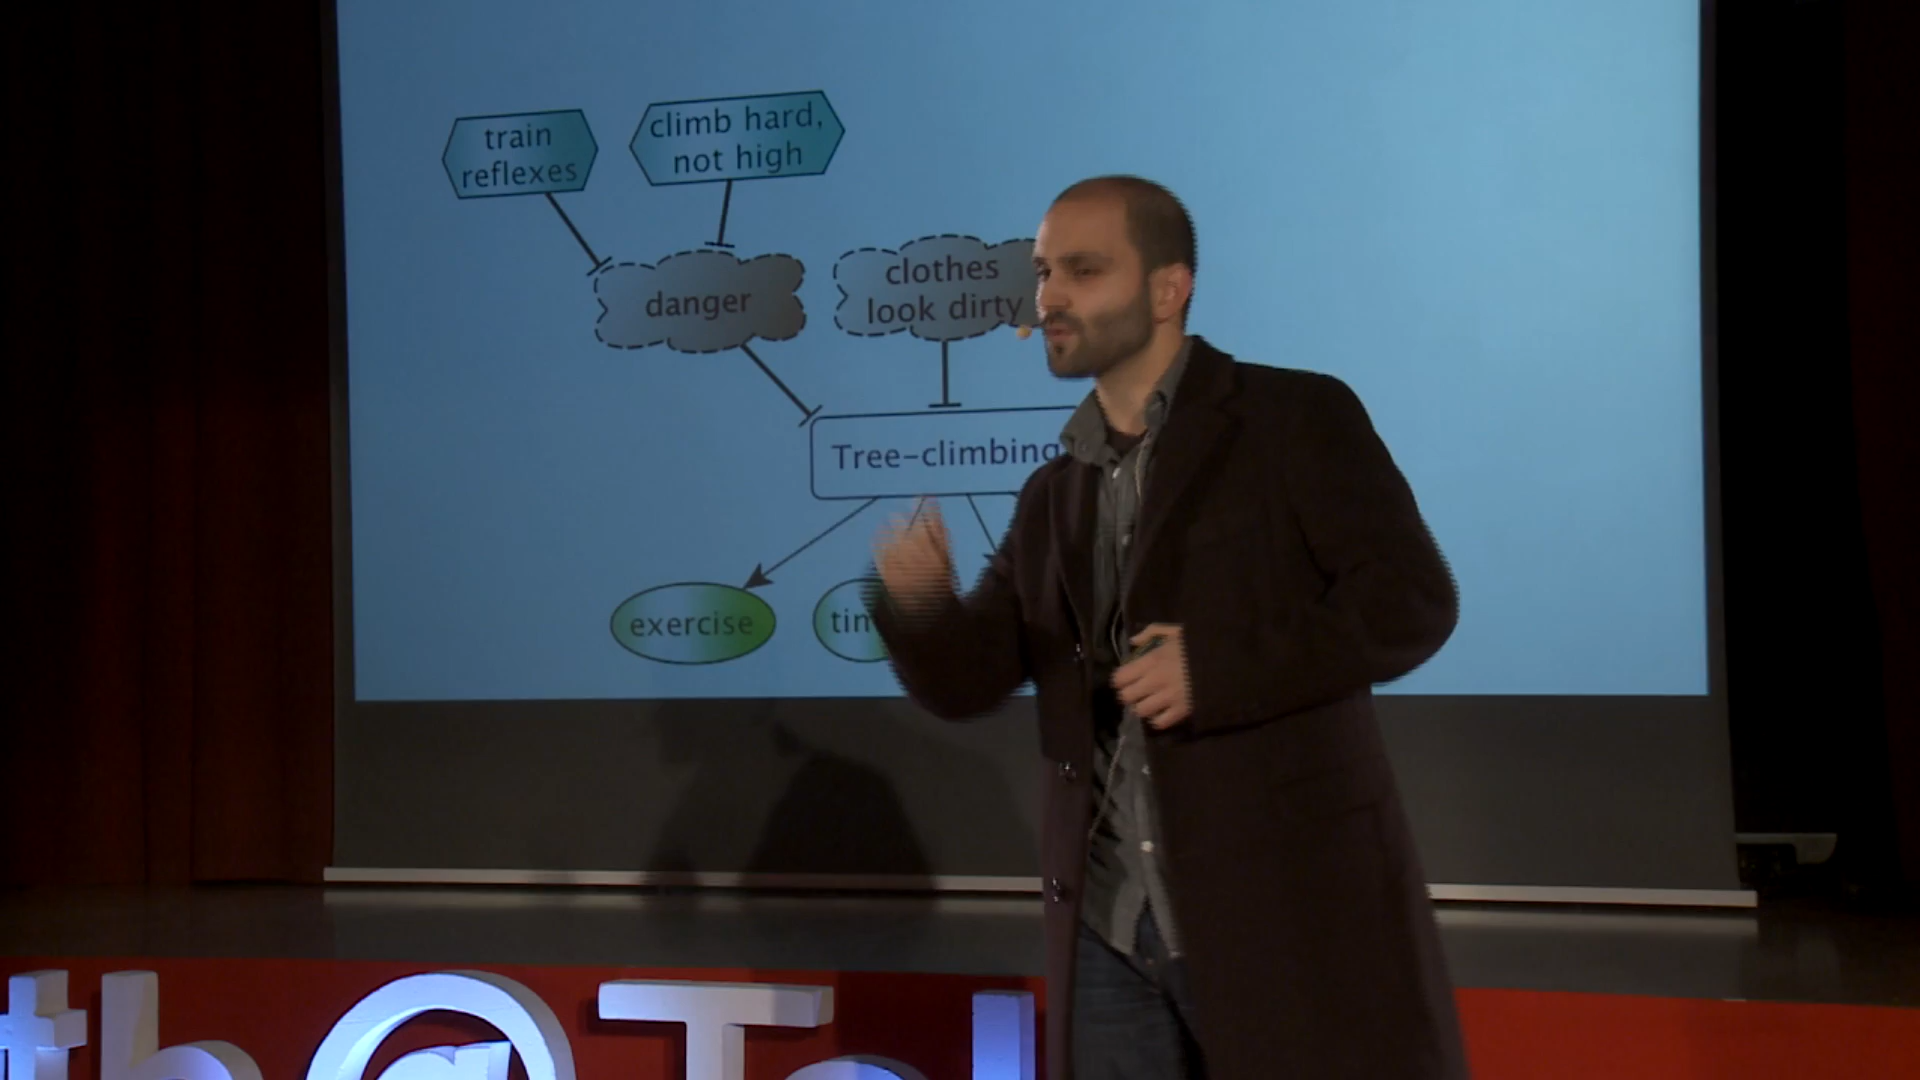 train
reflexes
climb hard,
not high
danger
clothes
look dirty
Tree-climbing
exercise